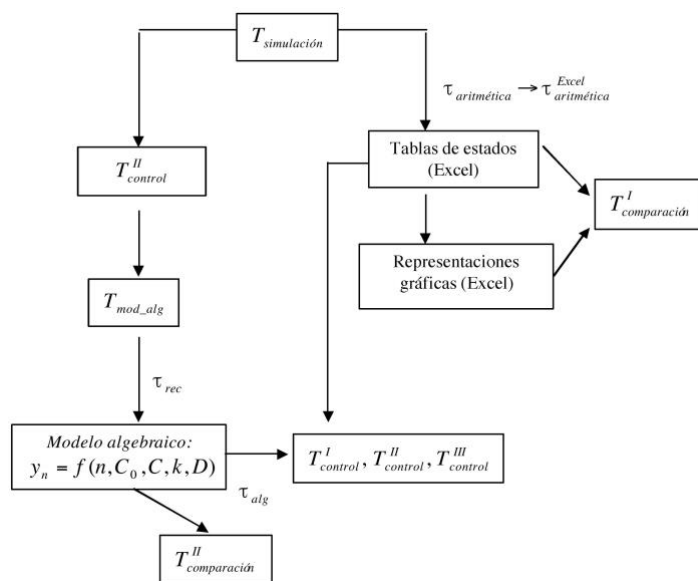 T_simulación
τ_aritmética → τ^Excel_aritmética
Tablas de estados
(Excel)
T^II_control
T^I_comparación
Representaciones
gráficas (Excel)
T_mod_alg
τ_rec
Modelo algebraico:
y_n = f(n,C_0,C,k,D)
T^I_control, T^II_control, T^III_control
τ_alg
T^II_comparación